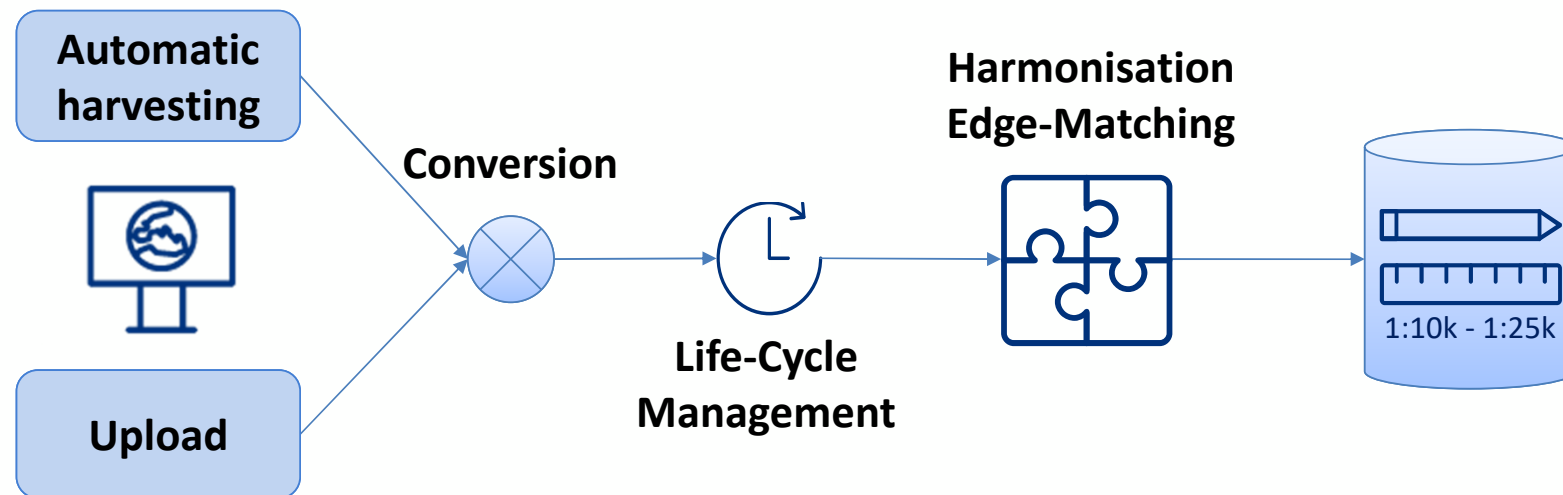 Automatic
harvesting
Conversion
Upload
Life-Cycle
Management
Harmonisation
Edge-Matching
1:10k - 1:25k